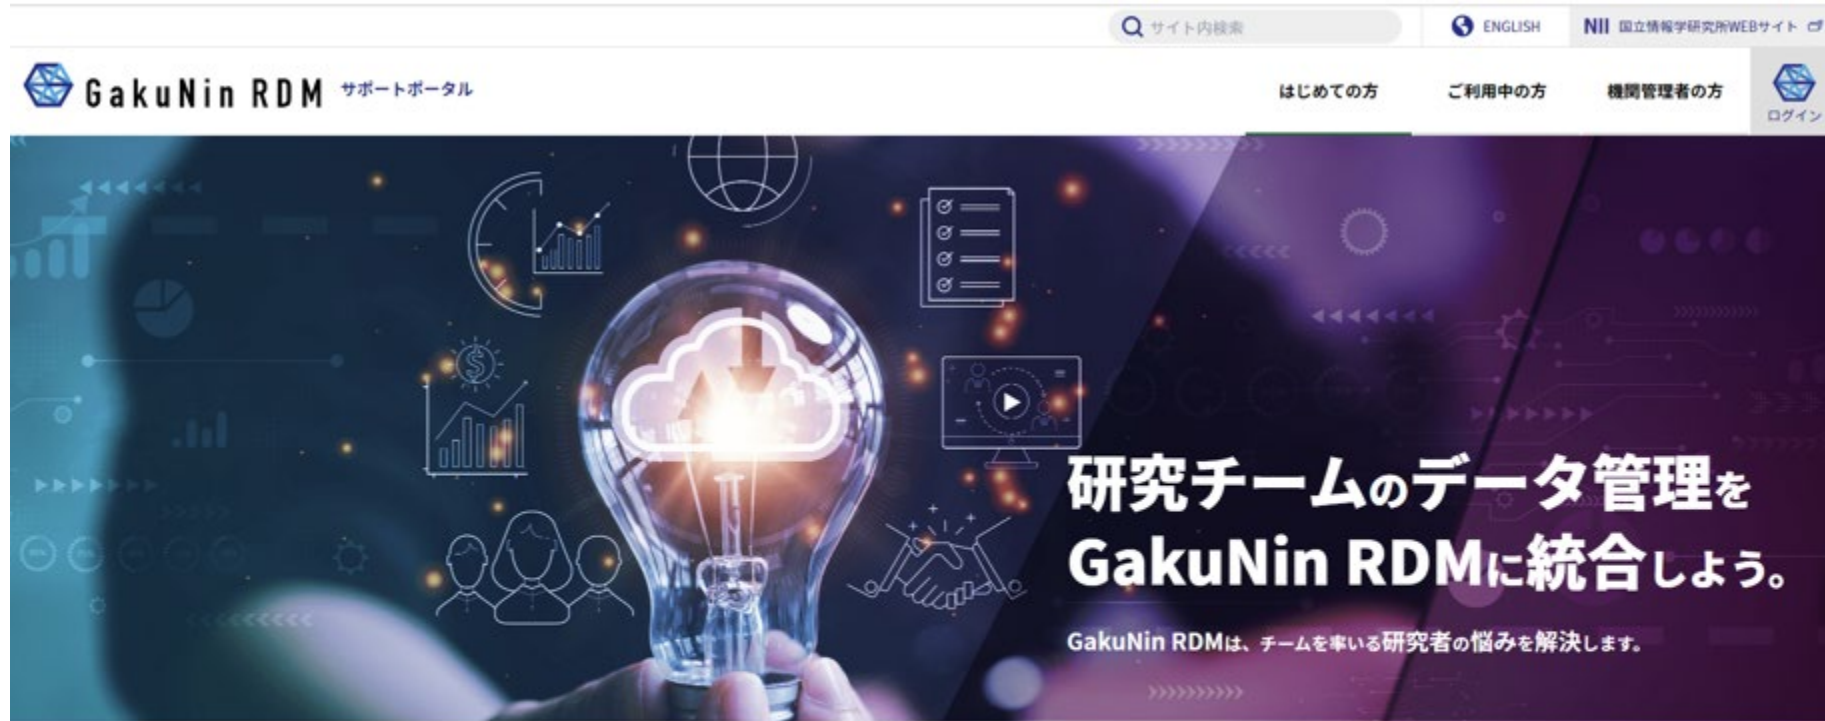 サイト内検索
ENGLISH
NII 国立情報学研究所WEBサイト
GakuNin RDM サポートポータル
はじめての方
ご利用中の方
機関管理者の方
ログイン
研究チームのデータ管理を
GakuNin RDMに統合しよう。
GakuNin RDMは、チームを率いる研究者の悩みを解決します。